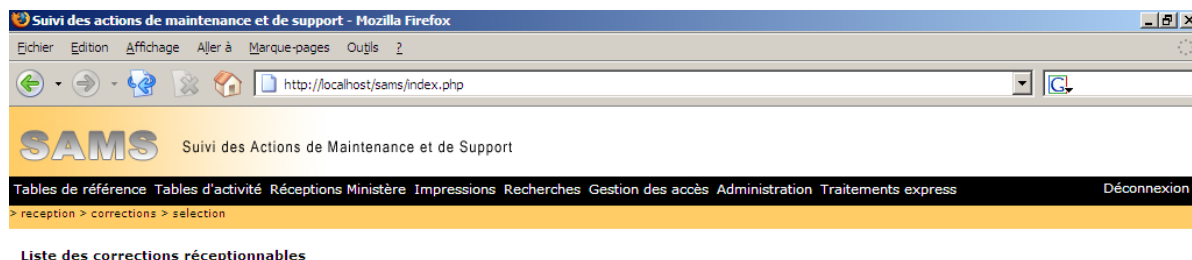 Suivi des actions de maintenance et de support - Mozilla Firefox
Fichier Edition Affichage Aller à Marque-pages Outils ?
http://localhost/sams/index.php
G
SAMS Suivi des Actions de Maintenance et de Support
Tables de référence Tables d'activité Réceptions Ministère Impressions Recherches Gestion des accès Administration Traitements express Déconnexion
> reception > corrections > selection
Liste des corrections réceptionnables